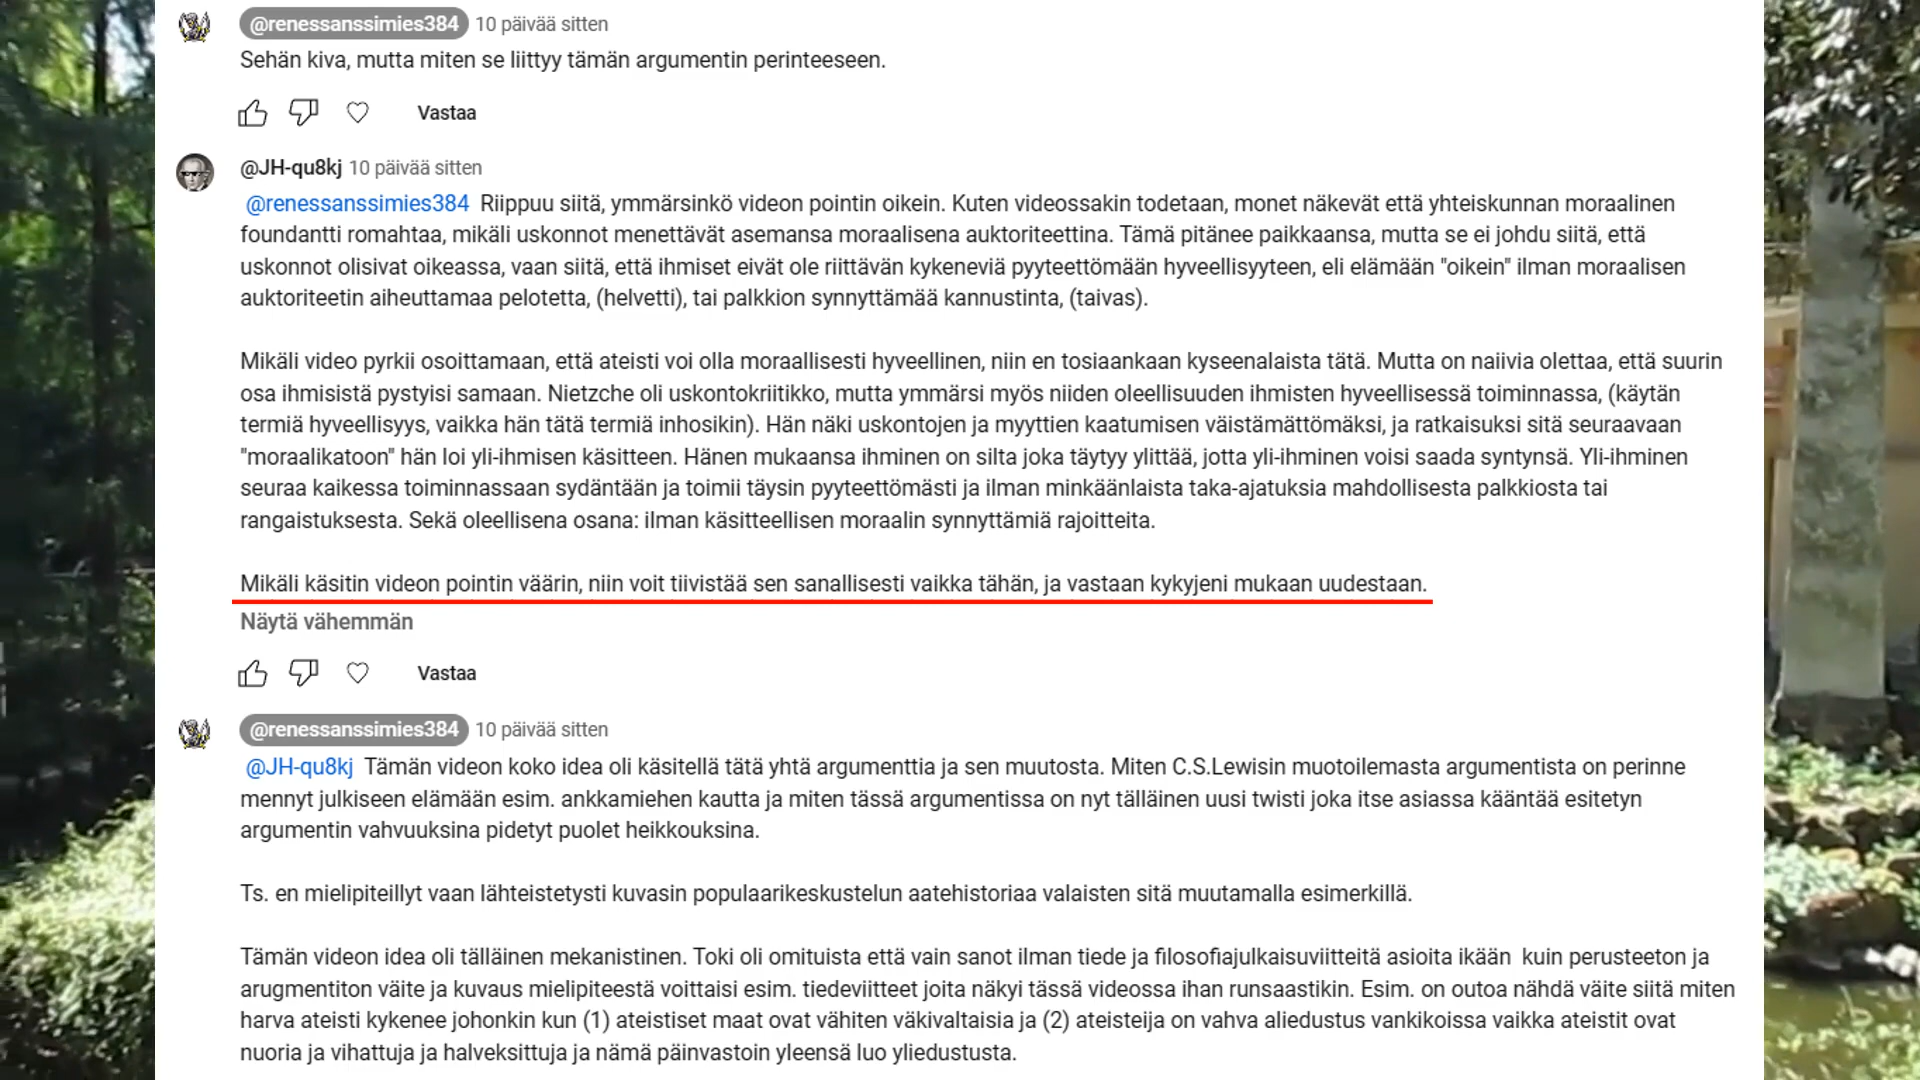 @renessanssimies384 10 päivää sitten
Sehän kiva, mutta miten se liittyy tämän argumentin perinteeseen.
Vastaa
@JH-qu8kj 10 päivää sitten
@renessanssimies384 Riippuu siitä, ymmärsinkö videon pointin oikein. Kuten videossakin todetaan, monet näkevät että yhteiskunnan moraalinen
foundantti romahtaa, mikäli uskonnot menettävät asemansa moraalisena auktoriteettina. Tämä pitänee paikkaansa, mutta se ei johdu siitä, että
uskonnot olisivat oikeassa, vaan siitä, että ihmiset eivät ole riittävän kykeneviä pyyteettömään hyveellisyyteen, eli elämään "oikein" ilman moraalisen
auktoriteetin aiheuttamaa pelotetta, (helvetti), tai palkkion synnyttämää kannustinta, (taivas).
Mikäli video pyrkii osoittamaan, että ateisti voi olla moraallisesti hyveellinen, niin en tosiaankaan kyseenalaista tätä. Mutta on naiivia olettaa, että suurin
osa ihmisistä pystyisi samaan. Nietzche oli uskontokriitikko, mutta ymmärsi myös niiden oleellisuuden ihmisten hyveellisessä toiminnassa, (käytän
termiä hyveellisyys, vaikka hän tätä termiä inhosikin). Hän näki uskontojen ja myyttien kaatumisen väistämättömäksi, ja ratkaisuksi sitä seuraavaan
"moraalikatoon" hän loi yli-ihmisen käsitteen. Hänen mukaansa ihminen on silta joka täytyy ylittää, jotta yli-ihminen voisi saada syntynsä. Yli-ihminen
seuraa kaikessa toiminnassaan sydäntään ja toimii täysin pyyteettömästi ja ilman minkäänlaista taka-ajatuksia mahdollisesta palkkiosta tai
rangaistuksesta. Sekä oleellisena osana: ilman käsitteellisen moraalin synnyttämiä rajoitteita.
Mikäli käsitin videon pointin väärin, niin voit tiivistää sen sanallisesti vaikka tähän, ja vastaan kykyjeni mukaan uudestaan.
Näytä vähemmän
Vastaa
@renessanssimies384 10 päivää sitten
@JH-qu8kj Tämän videon koko idea oli käsitellä tätä yhtä argumenttia ja sen muutosta. Miten C.S.Lewisin muotoilemasta argumentista on perinne
mennyt julkiseen elämään esim. ankkamiehen kautta ja miten tässä argumentissa on nyt tälläinen uusi twisti joka itse asiassa kääntää esitetyn
argumentin vahvuuksina pidetyt puolet heikkouksina.
Ts. en mielipiteillyt vaan lähteistetysti kuvasin populaarikeskustelun aatehistoriaa valaisten sitä muutamalla esimerkillä.
Tämän videon idea oli tälläinen mekanistinen. Toki oli omituista että vain sanot ilman tiede ja filosofiajulkaisuviitteitä asioita ikään kuin perusteeton ja
arugmentiton väite ja kuvaus mielipiteestä voittaisi esim. tiedeviitteet joita näkyi tässä videossa ihan runsaastikin. Esim. on outoa nähdä väite siitä miten
harva ateisti kykenee johonkin kun (1) ateistiset maat ovat vähiten väkivaltaisia ja (2) ateisteija on vahva aliedustus vankikoissa vaikka ateistit ovat
nuoria ja vihattuja ja halveksittuja ja nämä päinvastoin yleensä luo yliedustusta.